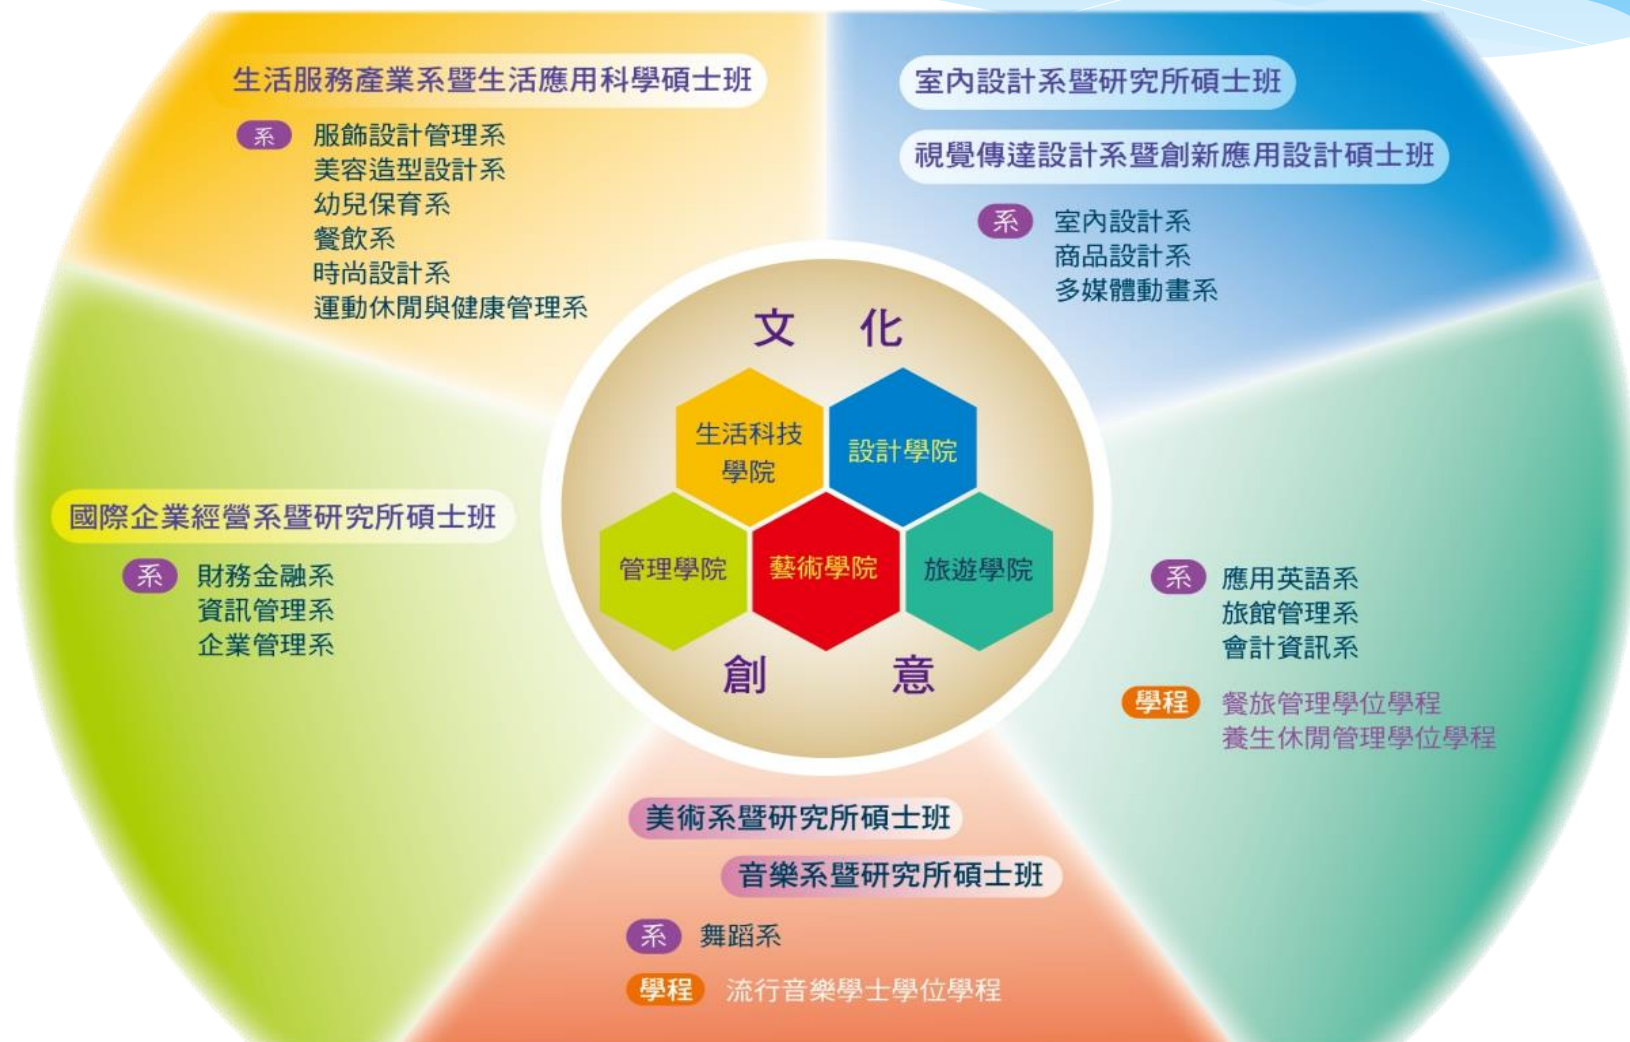 生活服務產業系暨生活應用科學碩士班
系
服飾設計管理系
美容造型設計系
幼兒保育系
餐飲系
時尚設計系
運動休閒與健康管理系
室內設計系暨研究所碩士班
視覺傳達設計系暨創新應用設計碩士班
系
室內設計系
商品設計系
多媒體動畫系
文化
生活科技
學院
設計學院
管理學院
藝術學院
旅遊學院
創意
國際企業經營系暨研究所碩士班
系
財務金融系
資訊管理系
企業管理系
系
應用英語系
旅館管理系
會計資訊系
學程
餐旅管理學位學程
養生休閒管理學位學程
美術系暨研究所碩士班
音樂系暨研究所碩士班
系
舞蹈系
學程
流行音樂學士學位學程